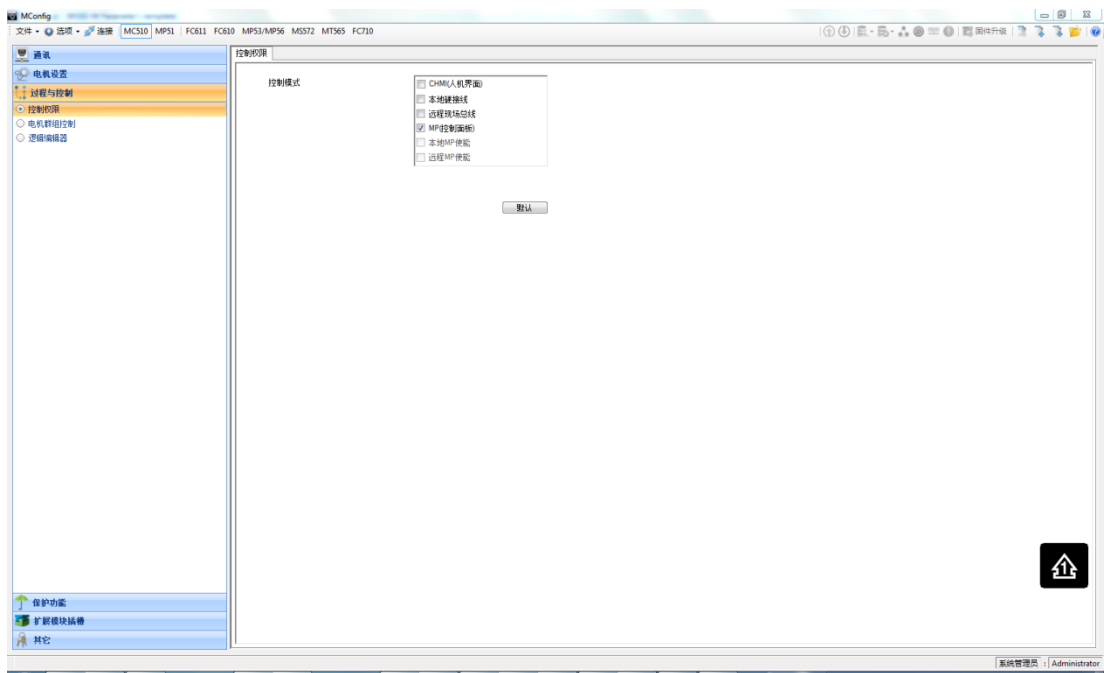 MConfig
文件 选项 连接 MC510 MP51 FC611 FC610 MP53/MP56 MS572 MT565 FC710 固件升级
通讯
电机设置
过程与控制
控制权限
电机群组控制
逻辑编辑器
控制权限
控制模式
CHMI(人机界面)
本地硬接线
远程现场总线
MP(控制面板)
本地MP使能
远程MP使能
默认
1
保护功能
扩展模块插槽
其它
系统管理员 : Administrator